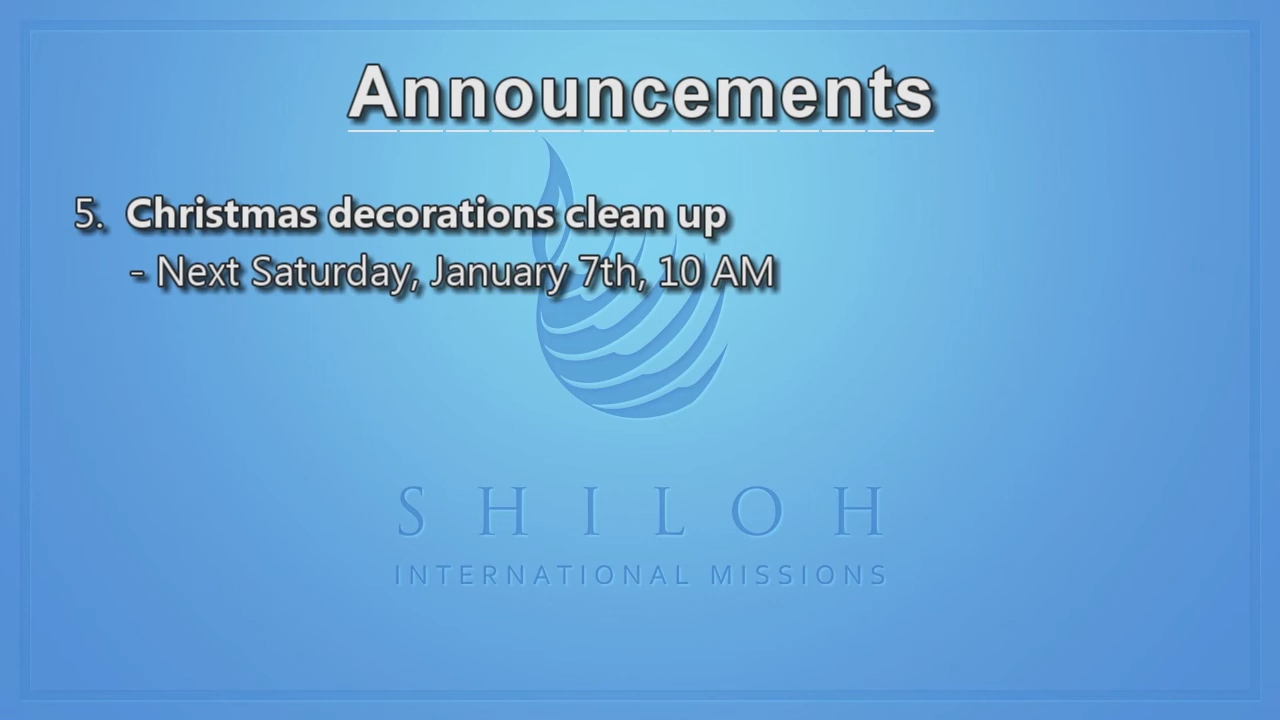 Announcements
5. Christmas decorations clean up
- Next Saturday, January 7th, 10 AM
SHILOH
INTERNATIONAL MISSIONS